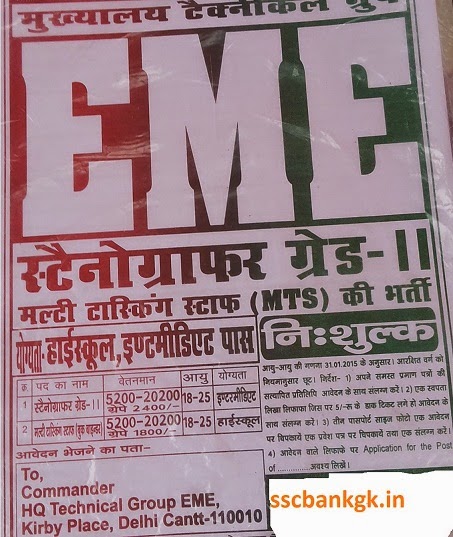 मुख्यालय टैक्नीकल ग्रुप
EME
स्टैनोग्राफर ग्रेड-II
मल्टी टास्किंग स्टाफ (MTS) की भर्ती
योग्यता-हाईस्कूल, इण्टमीडिएट पास
क्र पद का नाम वेतनमान आयु योग्यता
1 स्टैनोग्राफर ग्रेड-II 5200-20200 ग्रेपे 2400/- 18-25 इण्टरमीडिएट
2 मल्टी टास्किंग स्टाफ (बुक बाइन्डर) 5200-20200 ग्रेपे 1800/- 18-25 हाईस्कूल
आवेदन भेजने का पता-
To,
Commander
HQ Technical Group EME,
Kirby Place, Delhi Cantt-110010
निःशुल्क
आयु-आयु की गणना 31.01.2015 के अनुसार। आरक्षित वर्ग को
नियमानुसार छूट। निर्देश- 1) अपने समस्त प्रमाण पत्रों की
सत्यापित प्रतिलिपि आवेदन के साथ संलग्न करें। 2) एक स्वपता
लिखा लिफाफा जिस पर 5/-रु के डाक टिकट लगे हो आवेदन के
साथ संलग्न करें। 3) तीन पासपोर्ट साइज फोटो एक आवेदन
पर चिपकायें एक प्रवेश पत्र पर चिपकायें तथा एक संलग्न करें।
4) आवेदन वाले लिफाफे पर Application for the Post
of ............... अवश्य लिखें।
sscbankgk.in